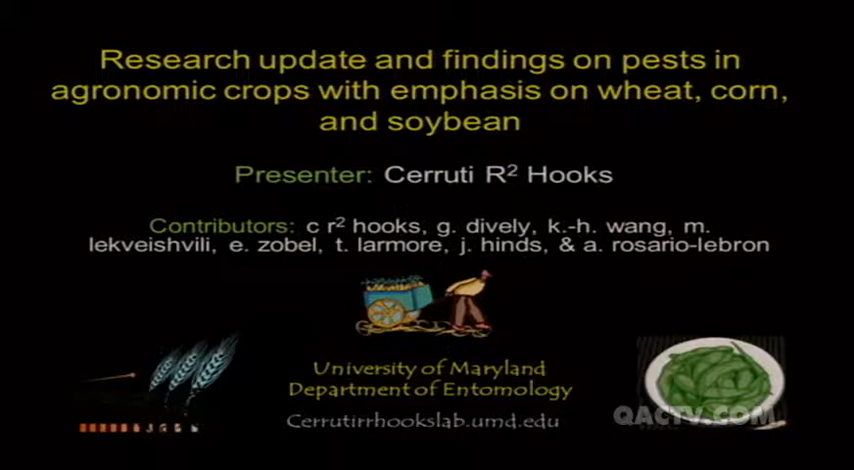 Research update and findings on pests in
agronomic crops with emphasis on wheat, corn,
and soybean
Presenter: Cerruti R² Hooks
Contributors: c r² hooks, g. dively, k.-h. wang, m.
lekveishvili, e. zobel, t. larmore, j. hinds, & a. rosario-lebron
University of Maryland
Department of Entomology
Cerrutirrhookslab.umd.edu
QACTV.COM